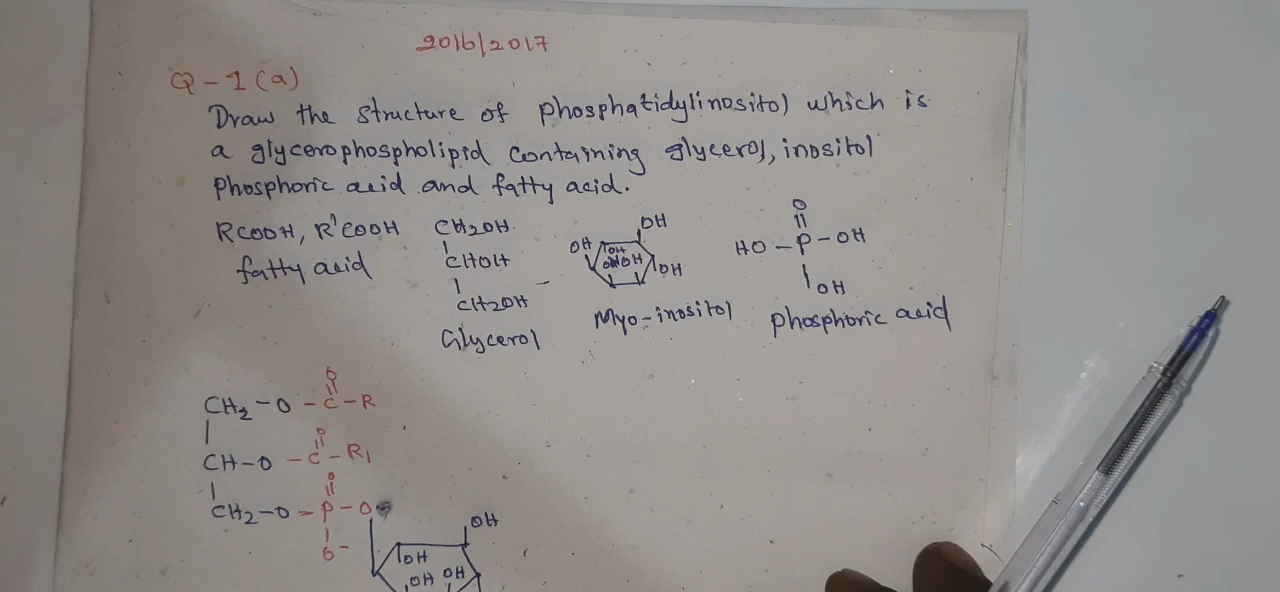 2016/2017
Q-1(a)
Draw the structure of phosphatidylinositol which is
a glycerophospholipid containing glycerol, inositol
phosphoric acid and fatty acid.
RCOOH, R'COOH
fatty acid
CH2OH
CHOH
CH2OH
Glycerol
OH
OH
OH
OH
OH
Myo-inositol
O
HO-P-OH
OH
phosphoric acid
O
CH2-O-C-R
O
CH-O-C-R1
O
CH2-O-P-O
O-
OH
OH
OH OH